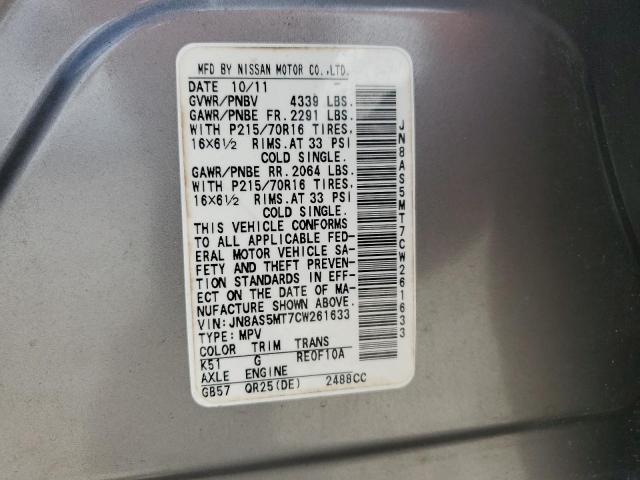 MFD BY NISSAN MOTOR CO.,LTD.
DATE 10/11
GVWR/PNBV 4339 LBS.
GAWR/PNBE FR. 2291 LBS.
WITH P215/70R16 TIRES,
16X6½ RIMS.AT 33 PSI
COLD SINGLE.
GAWR/PNBE RR. 2064 LBS.
WITH P215/70R16 TIRES,
16X6½ RIMS.AT 33 PSI
COLD SINGLE.
THIS VEHICLE CONFORMS
TO ALL APPLICABLE FED-
ERAL MOTOR VEHICLE SA-
FETY AND THEFT PREVEN-
TION STANDARDS IN EFF-
ECT ON THE DATE OF MA-
NUFACTURE SHOWN ABOVE.
VIN: JN8AS5MT7CW261633
TYPE: MPV
COLOR TRIM TRANS
K51 G RE0F10A
AXLE ENGINE
GB57 QR25(DE) 2488CC
JN8AS5MT7CW261633